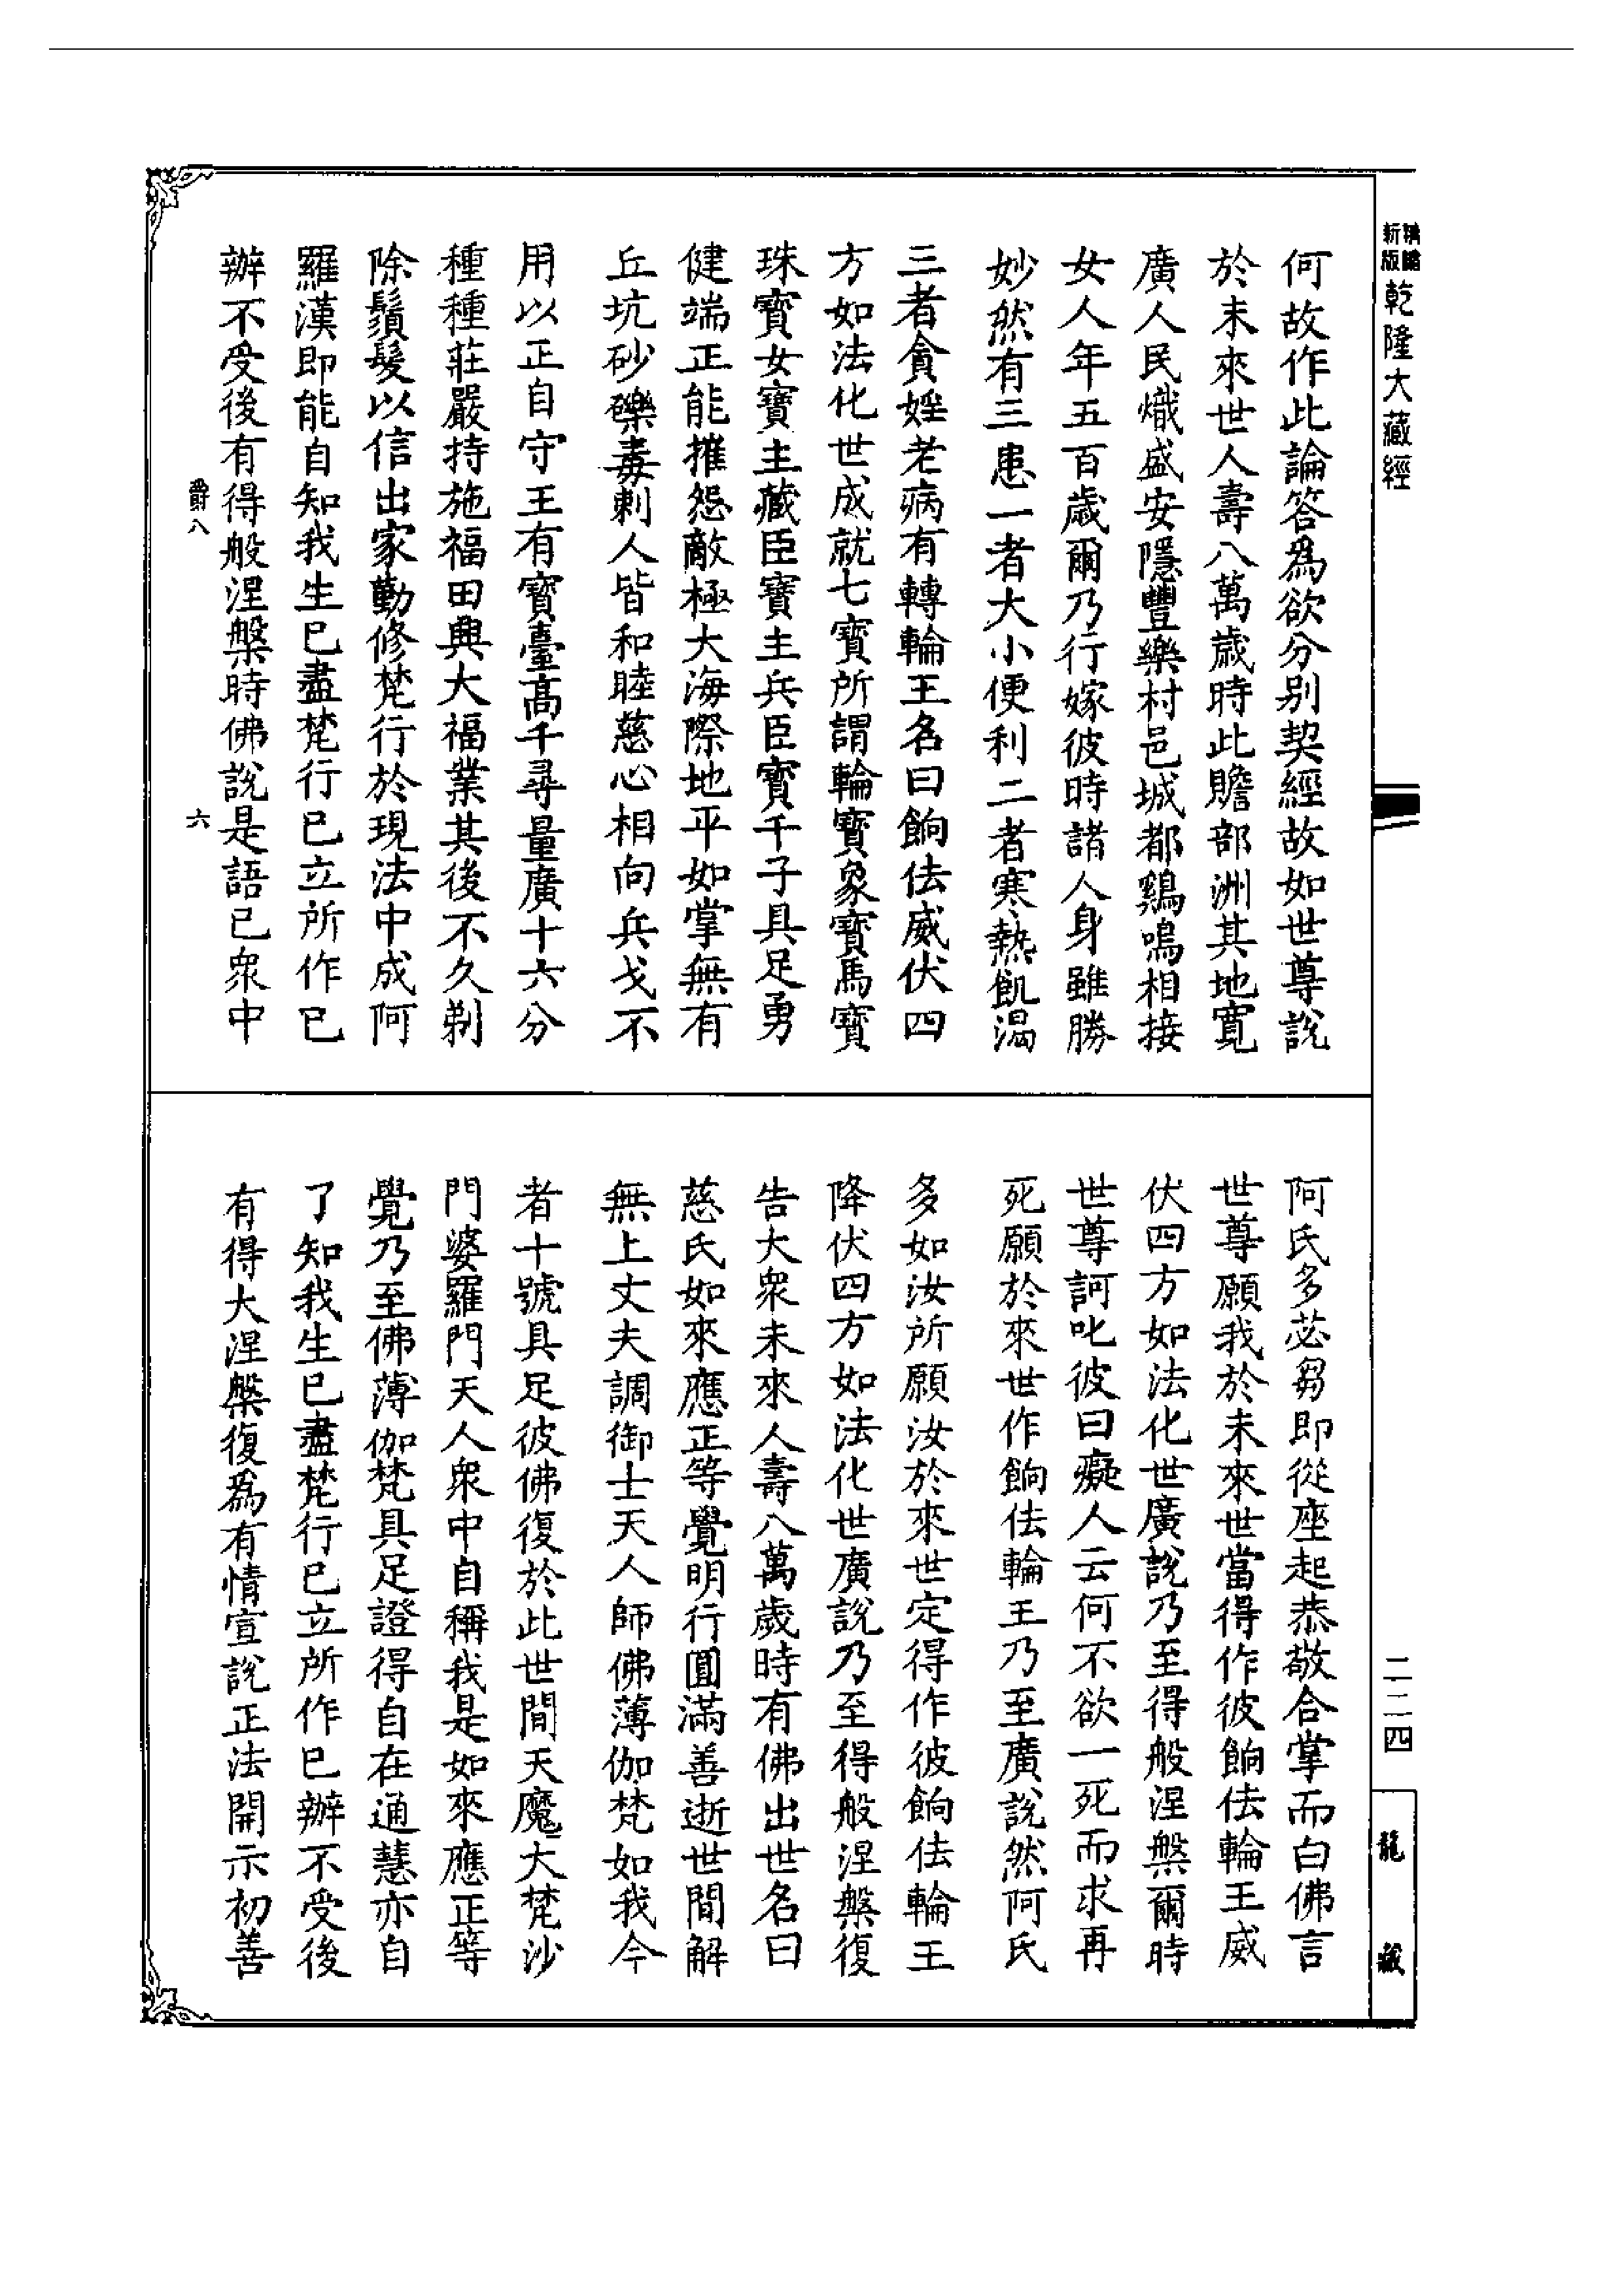 新版
乾隆大藏經
何故作此論答為欲分別契經故如世尊說
於未來世人壽八萬歲時此贍部洲其地寬
廣人民熾盛安隱豐樂村邑城都鷄鳴相接
女人年五百歲爾乃行嫁彼時諸人身雖勝
妙然有三患一者大小便利二者寒熱飢渴
三者貪婬老病有轉輪王名曰餉佉威伏四
方如法化世成就七寶所謂輪寶象寶馬寶
珠寶女寶主藏臣寶主兵臣寶千子具足勇
健端正能摧怨敵極大海際地平如掌無有
丘坑砂礫毒刺人皆和睦慈心相向兵戈不
用以正自守王有寶臺高千尋量廣十六分
種種莊嚴持施福田興大福業其後不久剃
除鬚髮以信出家勤修梵行於現法中成阿
羅漢即能自知我生已盡梵行已立所作已
辦不受後有得般涅槃時佛說是語已衆中
爵八
六
阿氏多苾芻即從座起恭敬合掌而白佛言
世尊願我於未來世當得作彼餉佉輪王威
伏四方如法化世廣說乃至得般涅槃爾時
世尊訶叱彼曰癡人云何不欲一死而求再
死願於來世作餉佉輪王乃至廣說然阿氏
多如汝所願汝於來世定得作彼餉佉輪王
降伏四方如法化世廣說乃至得般涅槃復
告大衆未來人壽八萬歲時有佛出世名曰
慈氏如來應正等覺明行圓滿善逝世間解
無上丈夫調御士天人師佛薄伽梵如我今
者十號具足彼佛復於此世間天魔大梵沙
門婆羅門天人衆中自稱我是如來應正等
覺乃至佛薄伽梵具足證得自在通慧亦自
了知我生已盡梵行已立所作已辦不受後
有得大涅槃復為有情宣說正法開示初善
二二四
龍藏